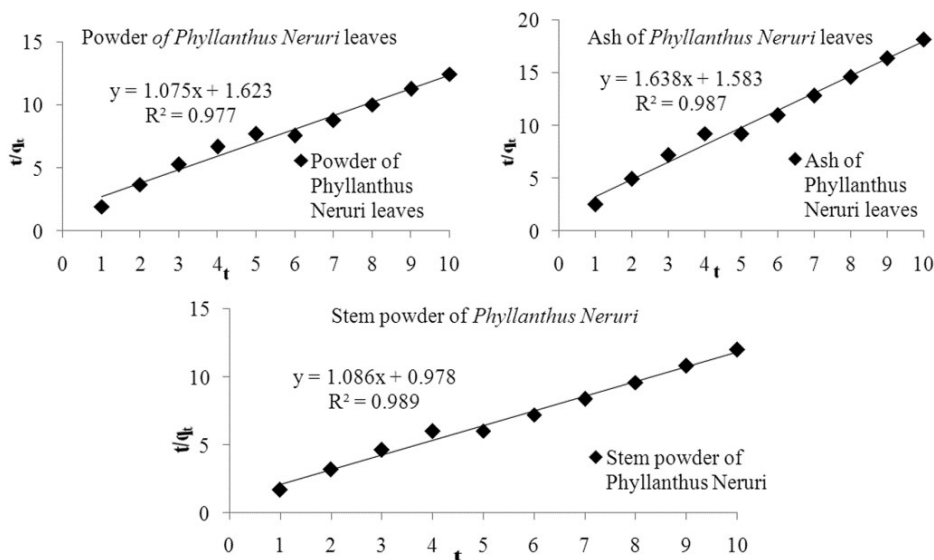 Powder of Phyllanthus Neruri leaves
15
10
5
0
t/qₜ
y = 1.075x + 1.623
R² = 0.977
Powder of
Phyllanthus
Neruri leaves
0 1 2 3 4 5 6 7 8 9 10
t
Ash of Phyllanthus Neruri leaves
20
15
10
5
0
t/qₜ
y = 1.638x + 1.583
R² = 0.987
Ash of
Phyllanthus
Neruri leaves
0 1 2 3 4 5 6 7 8 9 10
t
Stem powder of Phyllanthus Neruri
15
10
5
0
t/qₜ
y = 1.086x + 0.978
R² = 0.989
Stem powder of
Phyllanthus Neruri
0 1 2 3 4 5 6 7 8 9 10
t